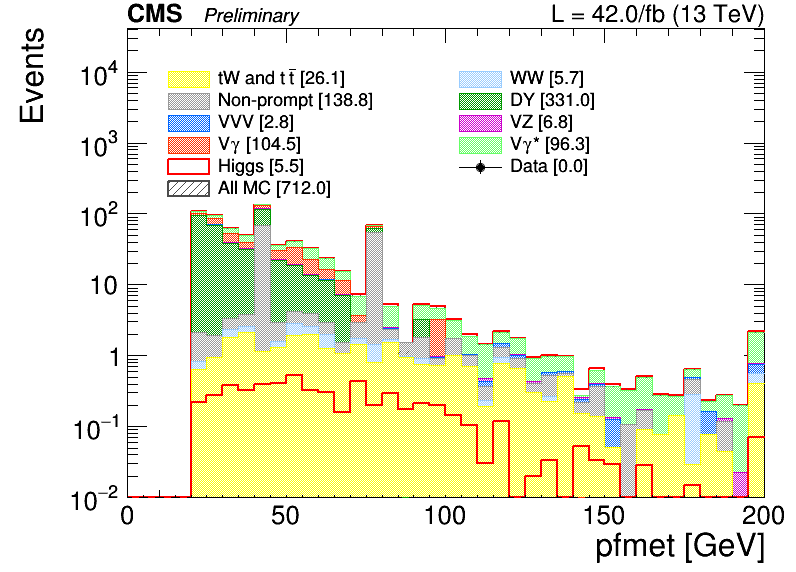 CMS Preliminary L = 42.0/fb (13 TeV)
Events
10⁴
10³
10²
10
1
10⁻¹
10⁻²
tW and tt̅ [26.1]
Non-prompt [138.8]
VVV [2.8]
Vγ [104.5]
Higgs [5.5]
All MC [712.0]
WW [5.7]
DY [331.0]
VZ [6.8]
Vγ* [96.3]
Data [0.0]
0 50 100 150 200
pfmet [GeV]